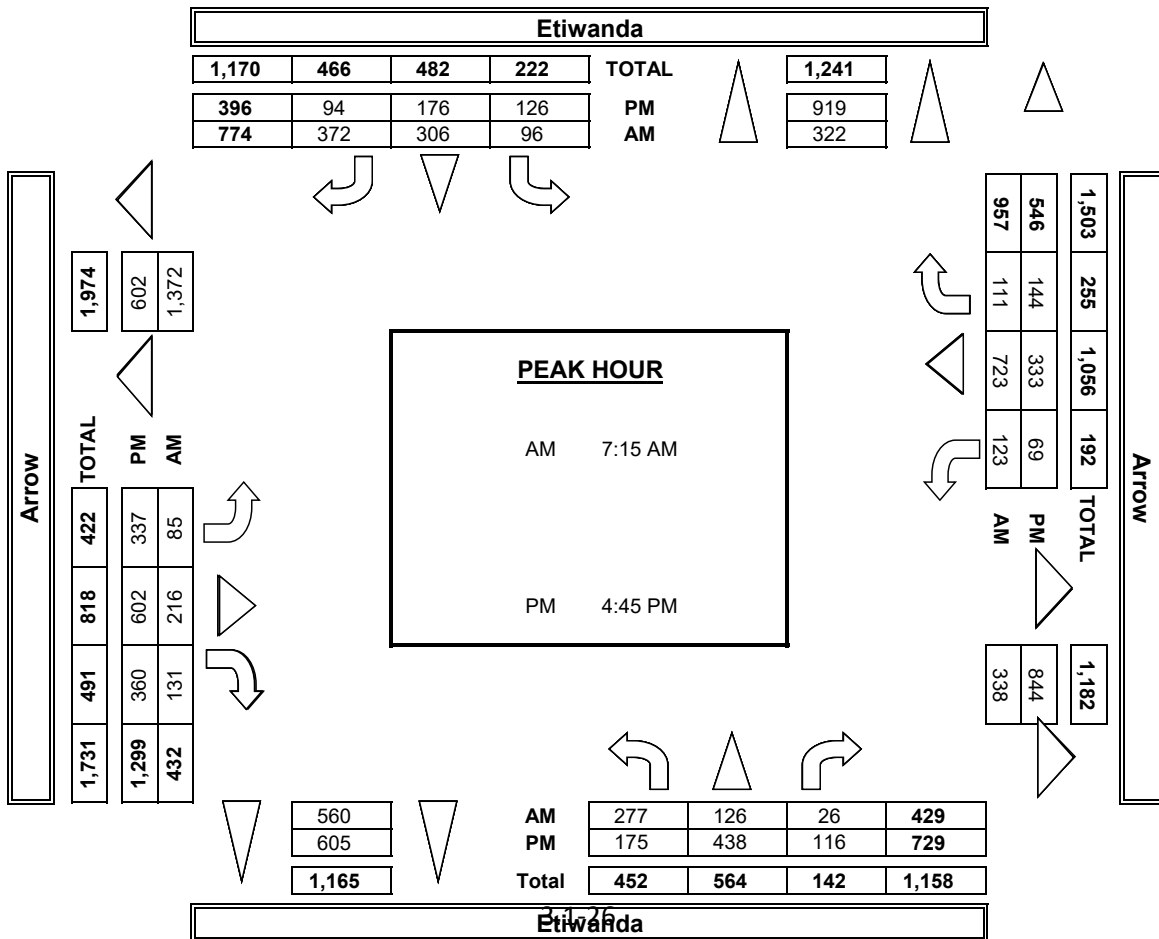 Etiwanda
1,170 466 482 222 TOTAL 1,241
396 94 176 126 PM 919
774 372 306 96 AM 322
Arrow
1,974
602
1,372
TOTAL 422 818 491 1,731
PM 337 602 360 1,299
AM 85 216 131 432
PEAK HOUR
AM 7:15 AM
PM 4:45 PM
1,503 255 1,056 192 TOTAL
546 144 333 69 PM
957 111 723 123 AM
1,182
844
338
Arrow
560 AM 277 126 26 429
605 PM 175 438 116 729
1,165 Total 452 564 142 1,158
3.1-26
Etiwanda